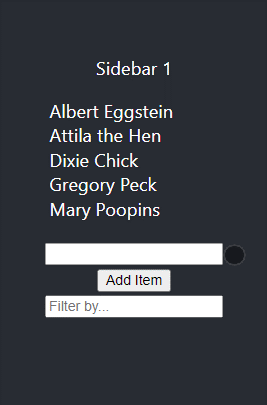 Sidebar 1
Albert Eggstein
Attila the Hen
Dixie Chick
Gregory Peck
Mary Poopins
Add Item
Filter by...